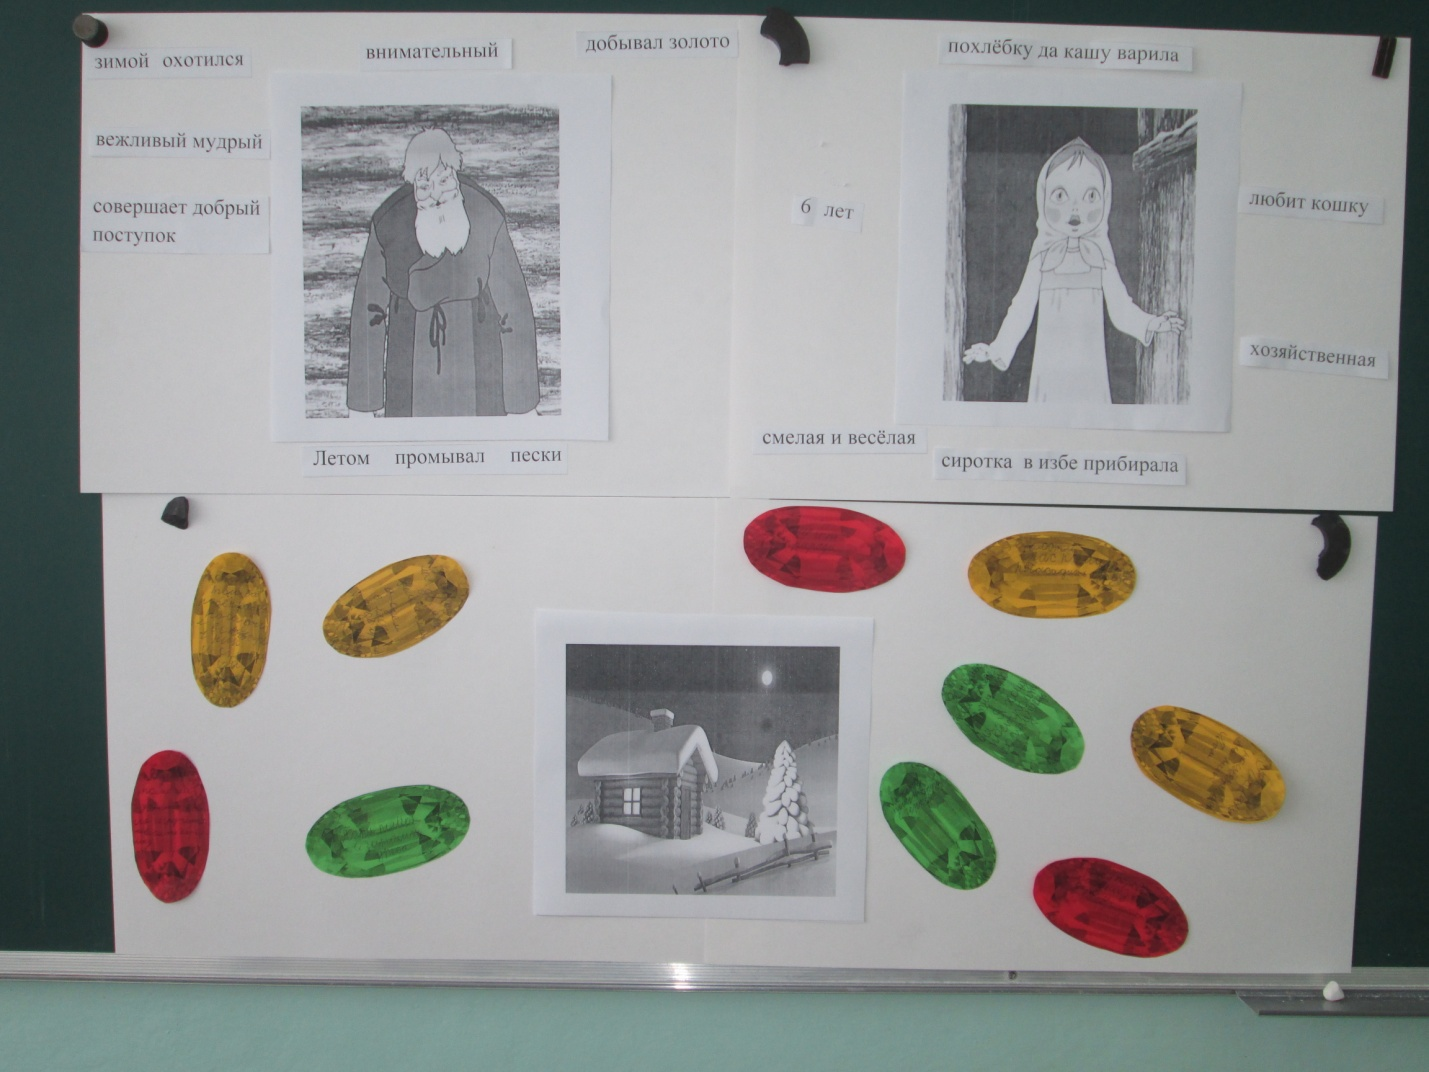 зимой охотился
внимательный
добывал золото
вежливый мудрый
совершает добрый
поступок
Летом промывал пески
похлёбку да кашу варила
6 лет
любит кошку
хозяйственная
смелая и весёлая
сиротка в избе прибирала